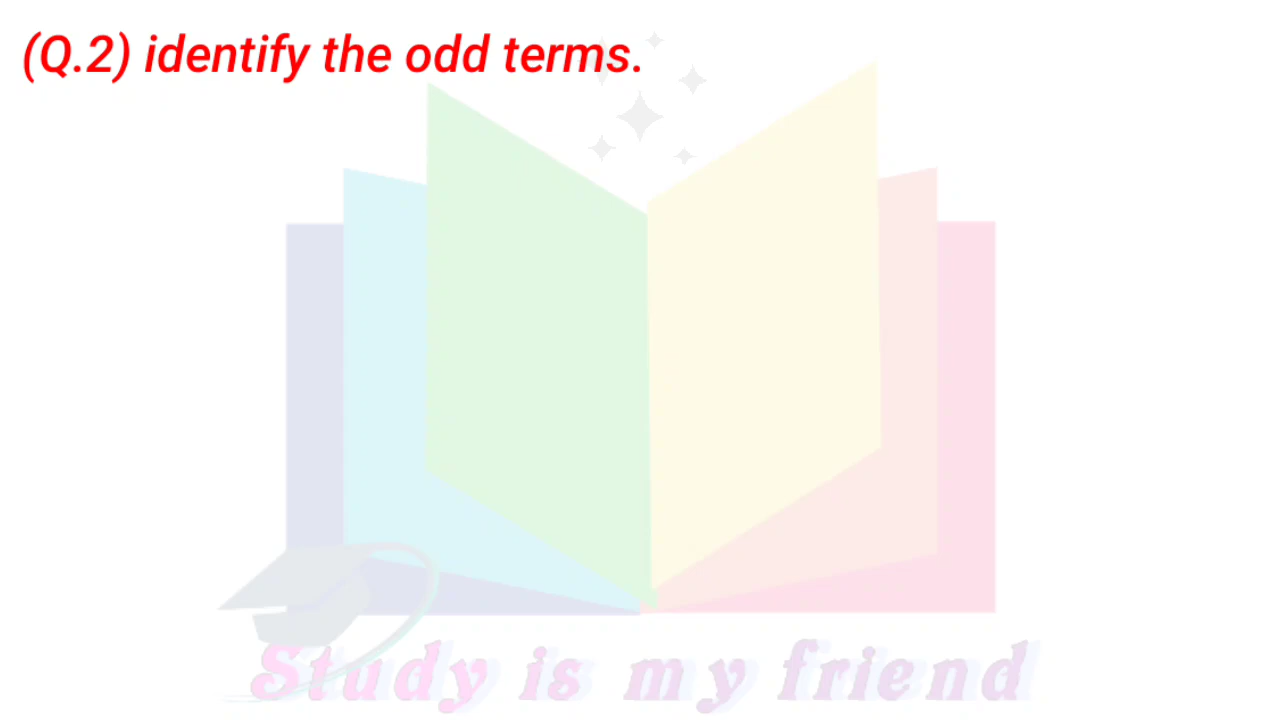 (Q.2) identify the odd terms.
Study is my friend